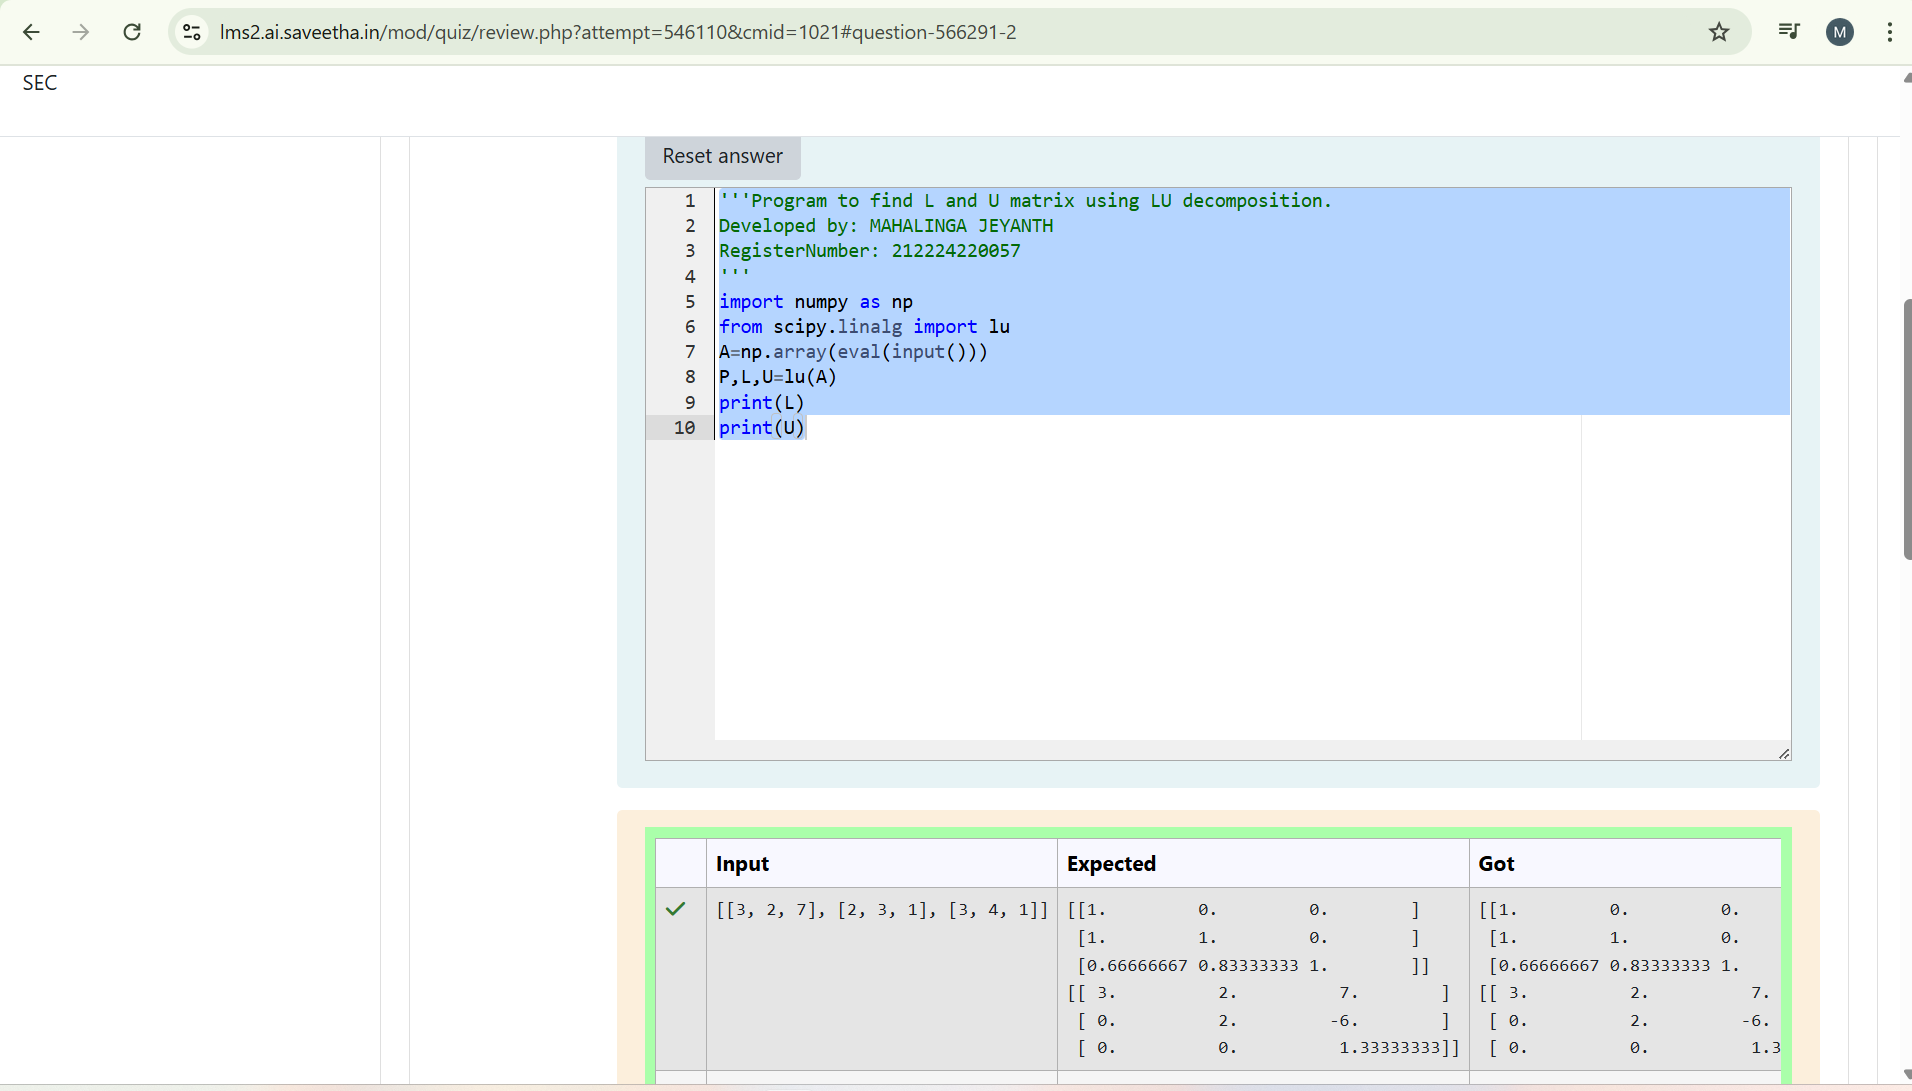 lms2.ai.saveetha.in/mod/quiz/review.php?attempt=546110&cmid=1021#question-566291-2
M
SEC
Reset answer
1 '''Program to find L and U matrix using LU decomposition.
2 Developed by: MAHALINGA JEYANTH
3 RegisterNumber: 212224220057
4 '''
5 import numpy as np
6 from scipy.linalg import lu
7 A=np.array(eval(input()))
8 P,L,U=lu(A)
9 print(L)
10 print(U)
Input Expected Got
[[3, 2, 7], [2, 3, 1], [3, 4, 1]] [[1. 0. 0. ] [[1. 0. 0.
[1. 1. 0. ] [1. 1. 0.
[0.66666667 0.83333333 1. ]] [0.66666667 0.83333333 1.
[[ 3. 2. 7. ] [[ 3. 2. 7.
[ 0. 2. -6. ] [ 0. 2. -6.
[ 0. 0. 1.33333333]] [ 0. 0. 1.3